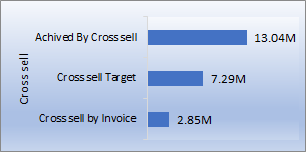 Cross sell
Achived By Cross sell
13.04M
Cross sell Target
7.29M
Cross sell by Invoice
2.85M